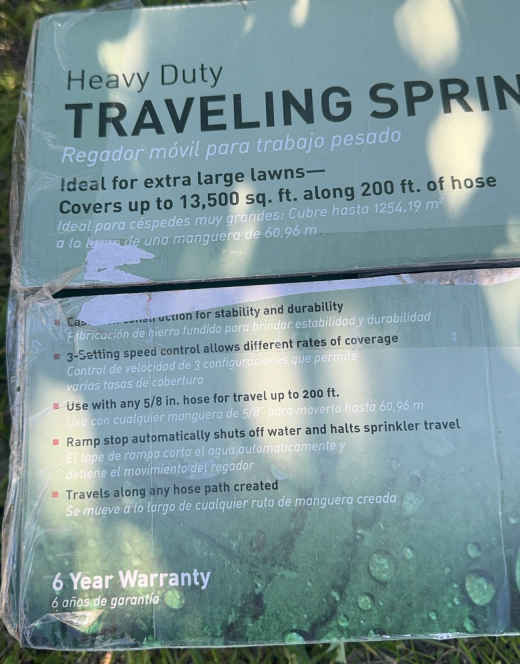 Heavy Duty
TRAVELING SPRIN
Regador móvil para trabajo pesado
Ideal for extra large lawns—
Covers up to 13,500 sq. ft. along 200 ft. of hose
Ideal para céspedes muy grandes: Cubre hasta 1254,19 m²
a lo de una manguera de 60,96 m
for stability and durability
Fabricación de hierro fundido para brindar estabilidad y durabilidad
3-Setting speed control allows different rates of coverage
Control de velocidad de 3 configuraciones que permite
varias tasas de cobertura
Use with any 5/8 in. hose for travel up to 200 ft.
Use con cualquier manguera de 5/8" para moverla hasta 60,96 m
Ramp stop automatically shuts off water and halts sprinkler travel
El tope de rampa corta el agua automáticamente y
detiene el movimiento del regador
Travels along any hose path created
Se mueve a lo largo de cualquier ruta de manguera creada
6 Year Warranty
6 años de garantía